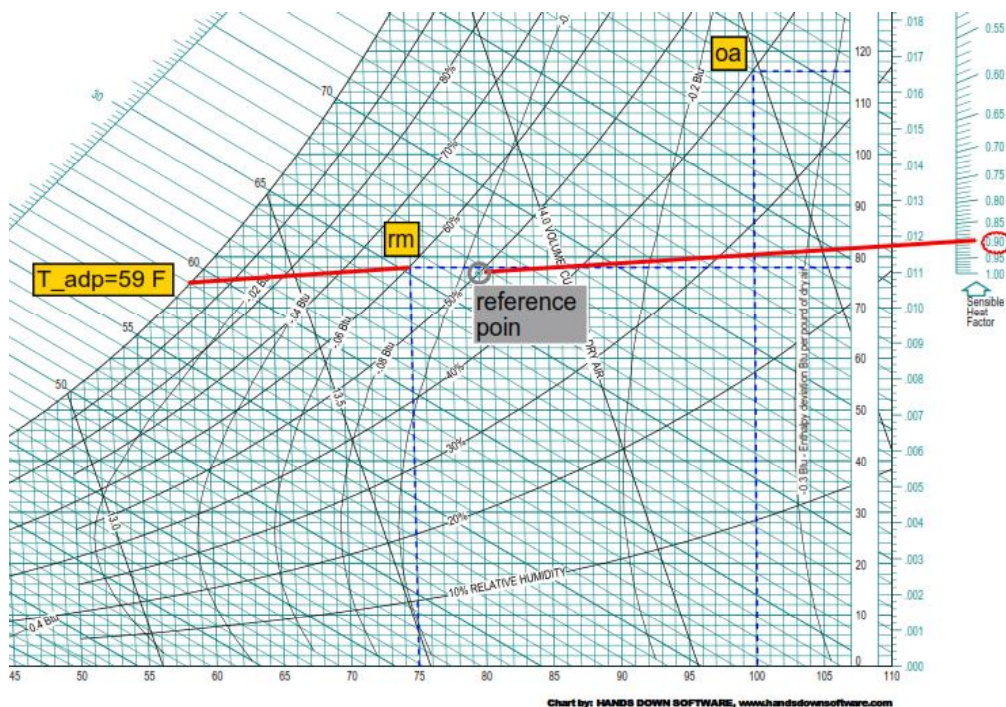 oa
rm
T_adp=59 F
reference
poin
30
50
55
60
65
70
80%
70%
60%
50%
40%
30%
20%
10% RELATIVE HUMIDITY
-.02 B
-.04 Btu
-.06 Btu
-.08 Btu
-0.2 Btu
-0.3 Btu - Enthalpy deviation Btu per pound of dry air
-0.4 Btu
13.0
13.5
14.0 VOLUME, CU
DRY AIR
120
110
100
90
80
70
60
50
40
30
20
10
0
.018
.017
.016
.015
.014
.013
.012
.011
.010
.009
.008
.007
.006
.005
.004
.003
.002
.001
.000
0.55
0.60
0.65
0.70
0.75
0.80
0.85
0.90
0.95
1.00
Sensible
Heat
Factor
45 50 55 60 65 70 75 80 85 90 95 100 105 110
Chart by: HANDS DOWN SOFTWARE, www.handsdownsoftware.com